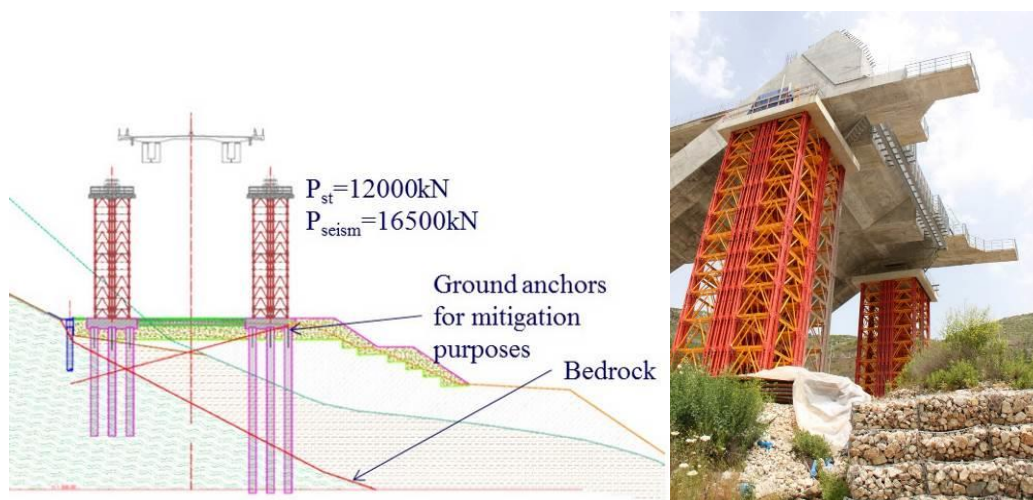 P_st=12000kN
P_seism=16500kN
Ground anchors
for mitigation
purposes
Bedrock